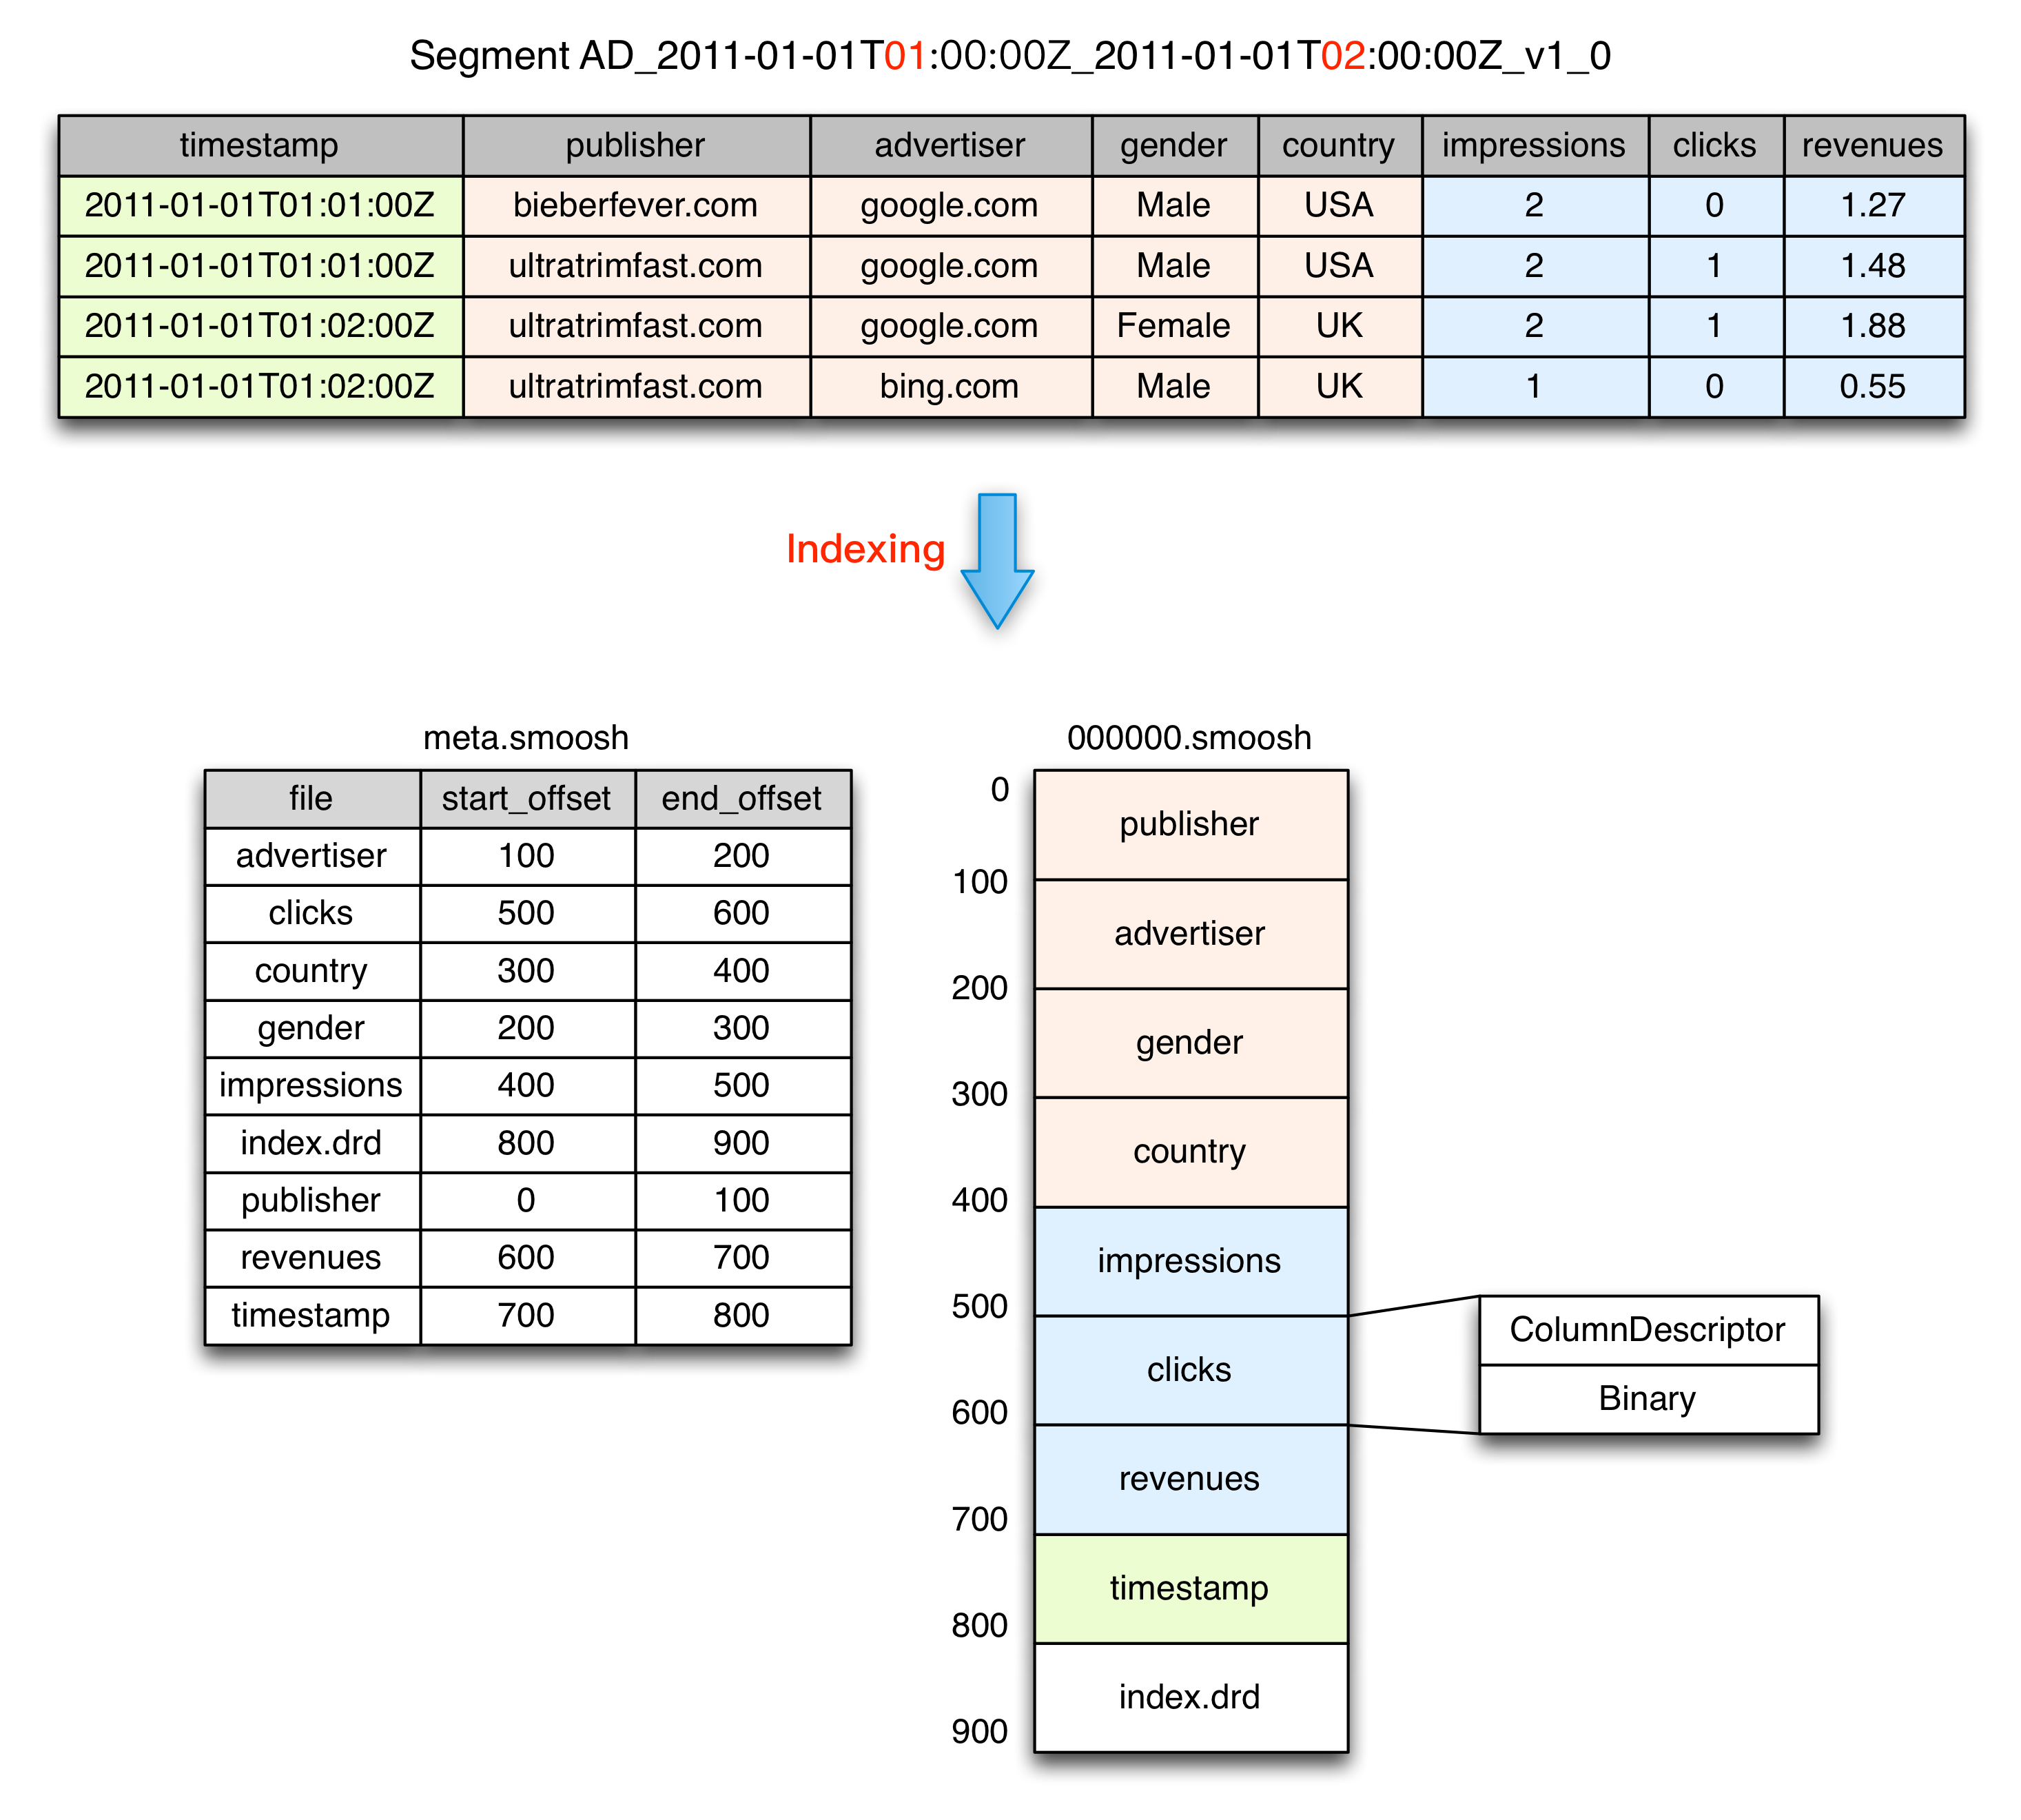 Segment AD_2011-01-01T01:00:00Z_2011-01-01T02:00:00Z_v1_0
timestamp publisher advertiser gender country impressions clicks revenues
2011-01-01T01:01:00Z bieberfever.com google.com Male USA 2 0 1.27
2011-01-01T01:01:00Z ultratrimfast.com google.com Male USA 2 1 1.48
2011-01-01T01:02:00Z ultratrimfast.com google.com Female UK 2 1 1.88
2011-01-01T01:02:00Z ultratrimfast.com bing.com Male UK 1 0 0.55
Indexing
meta.smoosh
file start_offset end_offset
advertiser 100 200
clicks 500 600
country 300 400
gender 200 300
impressions 400 500
index.drd 800 900
publisher 0 100
revenues 600 700
timestamp 700 800
000000.smoosh
0
publisher
100
advertiser
200
gender
300
country
400
impressions
500
clicks
600
revenues
700
timestamp
800
index.drd
900
ColumnDescriptor
Binary